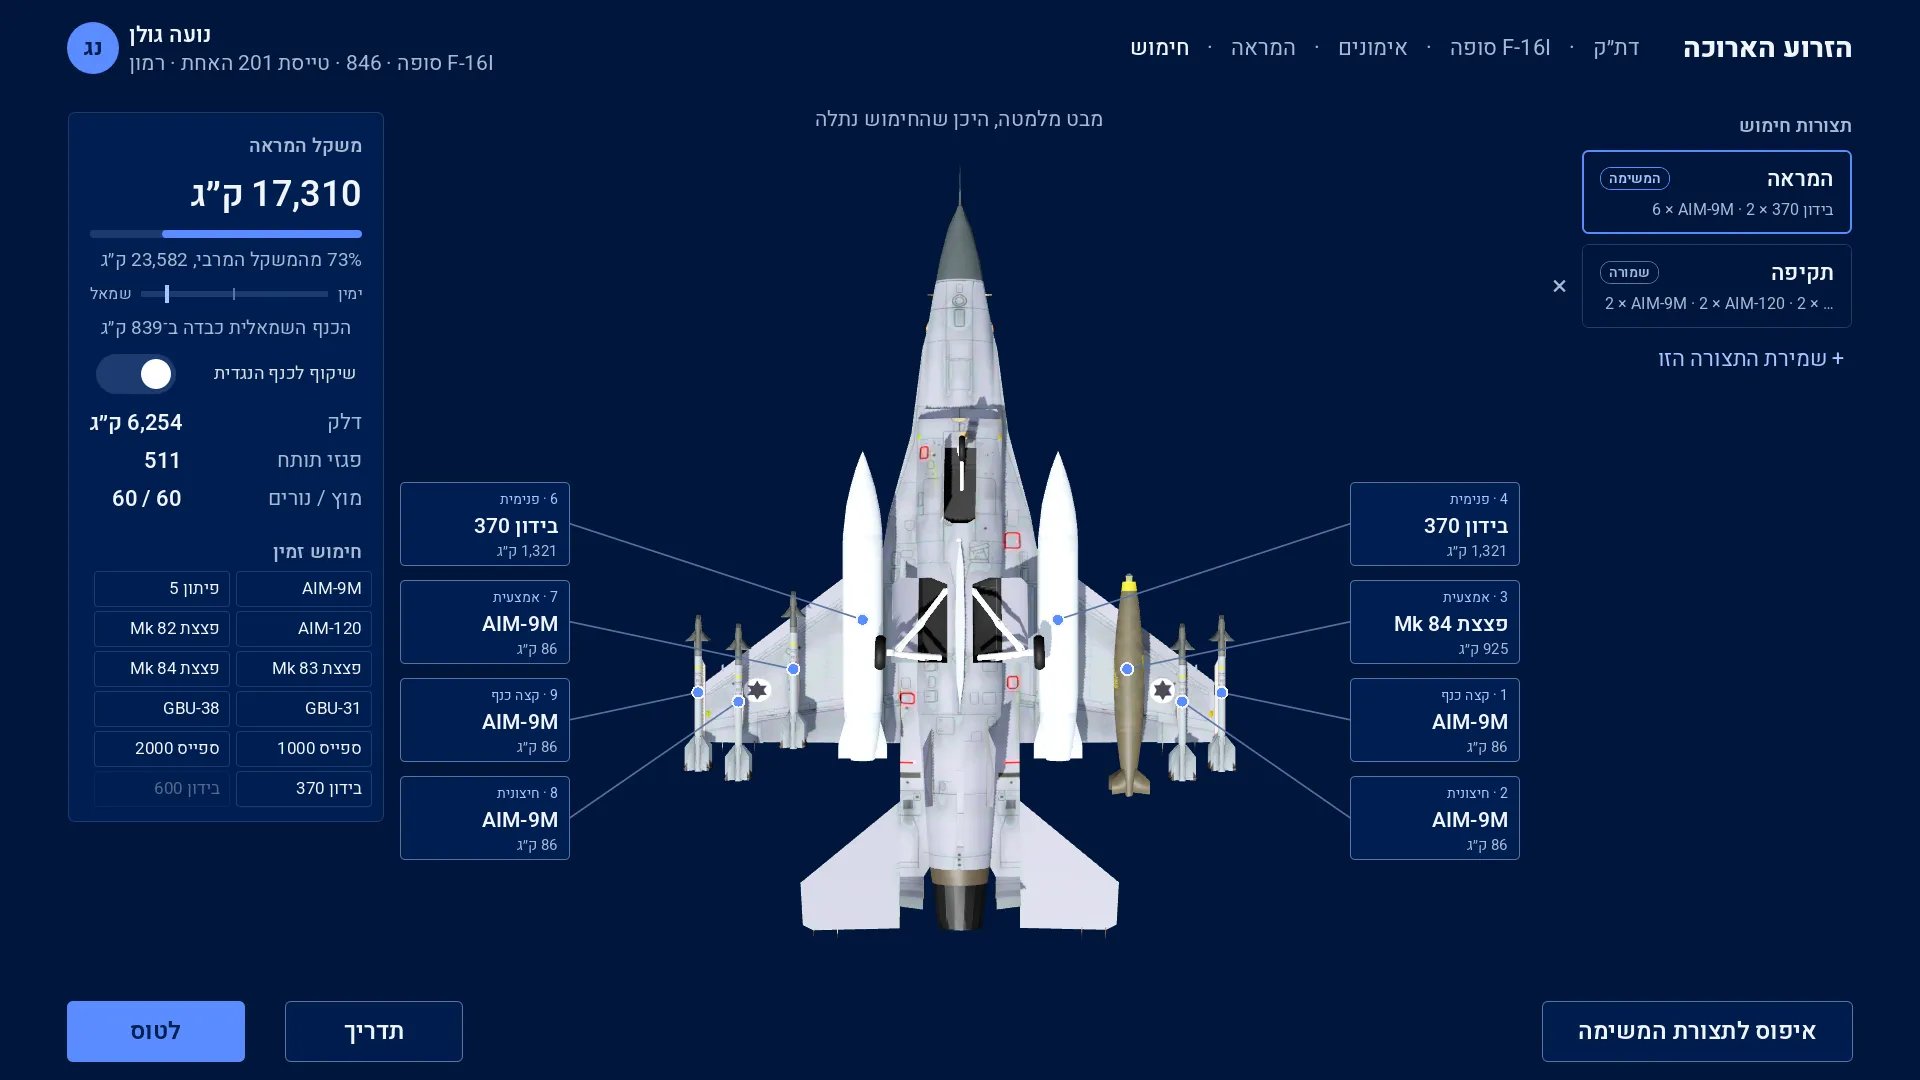 הזרוע הארוכה
דת״ק · F-16I סופה · אימונים · המראה · חימוש
נועה גולן
F-16I סופה · 846 · טייסת 201 האחת · רמון
נג
תצורות חימוש
המראה
המשימה
בידון 370 × 2 · AIM-9M × 6
תקיפה
שמורה
2 × AIM-9M · 2 × AIM-120 · 2 × …
×
+ שמירת התצורה הזו
מבט מלמטה, היכן שהחימוש נתלה
4 · פנימית
בידון 370
1,321 ק״ג
3 · אמצעית
פצצת Mk 84
925 ק״ג
1 · קצה כנף
AIM-9M
86 ק״ג
2 · חיצונית
AIM-9M
86 ק״ג
6 · פנימית
בידון 370
1,321 ק״ג
7 · אמצעית
AIM-9M
86 ק״ג
9 · קצה כנף
AIM-9M
86 ק״ג
8 · חיצונית
AIM-9M
86 ק״ג
משקל המראה
17,310 ק״ג
73% מהמשקל המרבי, 23,582 ק״ג
ימין
שמאל
הכנף השמאלית כבדה ב־839 ק״ג
שיקוף לכנף הנגדית
דלק 6,254 ק״ג
פגזי תותח 511
מוץ / נורים 60 / 60
חימוש זמין
AIM-9M
פיתון 5
AIM-120
פצצת Mk 82
פצצת Mk 83
פצצת Mk 84
GBU-31
GBU-38
ספייס 1000
ספייס 2000
בידון 370
בידון 600
איפוס לתצורת המשימה
תדריך
לטוס